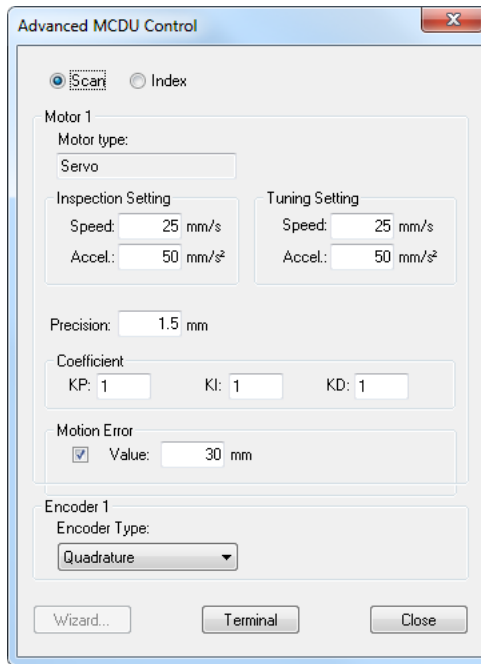 Advanced MCDU Control
Scan Index
Motor 1
Motor type:
Servo
Inspection Setting Tuning Setting
Speed: 25 mm/s Speed: 25 mm/s
Accel.: 50 mm/s² Accel.: 50 mm/s²
Precision: 1.5 mm
Coefficient
KP: 1 KI: 1 KD: 1
Motion Error
Value: 30 mm
Encoder 1
Encoder Type:
Quadrature
Wizard... Terminal Close